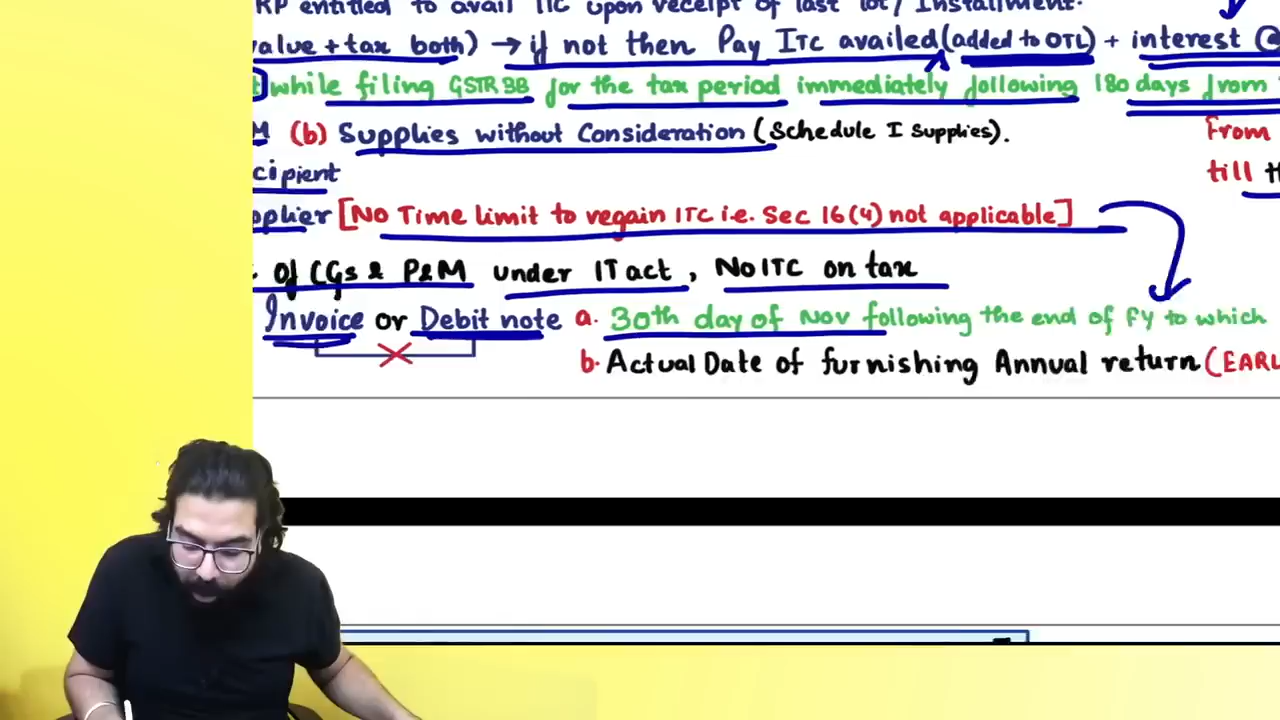 RP entitled to avail ITC upon receipt of last lot/ Installment.
value + tax both) → if not then Pay ITC availed (added to OTL) + interest @
while filing GSTR 3B for the tax period immediately following 180 days from
M (b) Supplies without Consideration (Schedule I Supplies). From
cipient till
pplier [No Time limit to regain ITC i.e. Sec 16(4) not applicable]
of CGs & P&M under IT act, No ITC on tax
Invoice or Debit note a. 30th day of Nov following the end of FY to which
b. Actual Date of furnishing Annual return (EARL